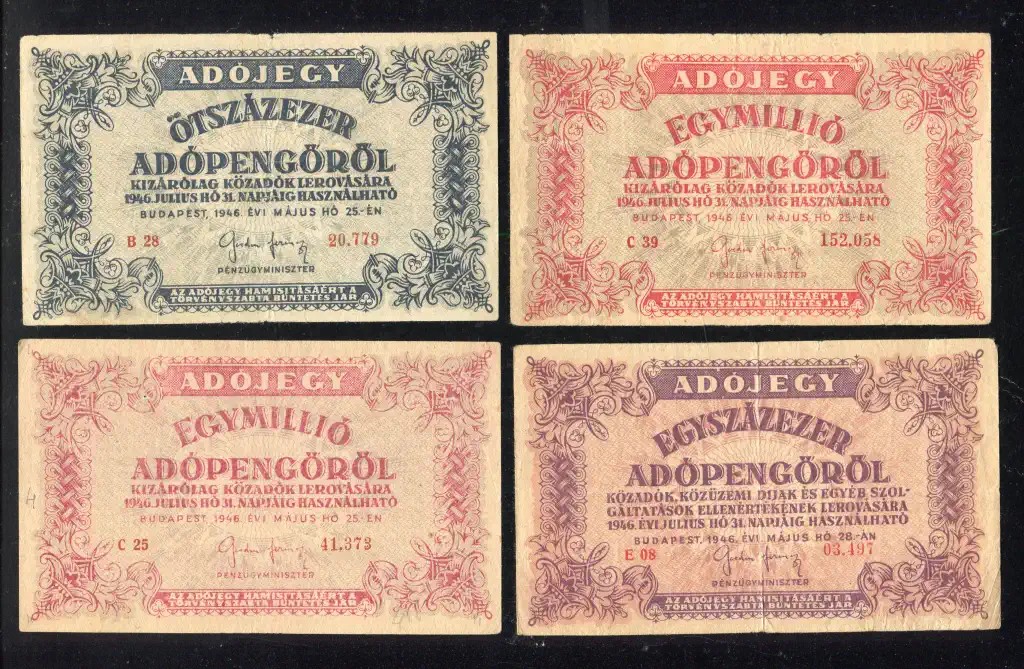 ADÓJEGY
ÖTSZÁZEZER
ADÓPENGŐRŐL
KIZÁRÓLAG KÖZADÓK LEROVÁSÁRA
1946. JULIUS HÓ 31. NAPJÁIG HASZNÁLHATÓ
BUDAPEST, 1946. ÉVI MÁJUS HÓ 25.-ÉN
B 28 20.779
PÉNZÜGYMINISZTER
AZ ADÓJEGY HAMISITÁSÁÉRT A
TÖRVÉNYSZABTA BÜNTETÉS JÁR
ADÓJEGY
EGYMILLIÓ
ADÓPENGŐRŐL
KIZÁRÓLAG KÖZADÓK LEROVÁSÁRA
1946. JULIUS HÓ 31. NAPJÁIG HASZNÁLHATÓ
BUDAPEST, 1946. ÉVI MÁJUS HÓ 25.-ÉN
C 39 152,058
PÉNZÜGYMINISZTER
AZ ADÓJEGY HAMISITÁSÁÉRT A
TÖRVÉNYSZABTA BÜNTETÉS JÁR
ADÓJEGY
EGYMILLIÓ
ADÓPENGŐRŐL
KIZÁRÓLAG KÖZADÓK LEROVÁSÁRA
1946. JULIUS HÓ 31. NAPJÁIG HASZNÁLHATÓ
BUDAPEST, 1946. ÉVI MÁJUS HÓ 25.-ÉN
C 25 41,373
PÉNZÜGYMINISZTER
AZ ADÓJEGY HAMISITÁSÁÉRT A
TÖRVÉNYSZABTA BÜNTETÉS JÁR
ADÓJEGY
EGYSZÁZEZER
ADÓPENGŐRŐL
KÖZADÓK, KÖZÜZEMI DIJAK ÉS EGYÉB SZOL-
GÁLTATÁSOK ELLENÉRTÉKÉNEK LEROVÁSÁRA
1946. ÉVI JULIUS HÓ 31. NAPJÁIG HASZNÁLHATÓ
BUDAPEST, 1946. ÉVI MÁJUS HÓ 28.-ÁN
E 08 03.497
PÉNZÜGYMINISZTER
AZ ADÓJEGY HAMISITÁSÁÉRT A
TÖRVÉNYSZABTA BÜNTETÉS JÁR